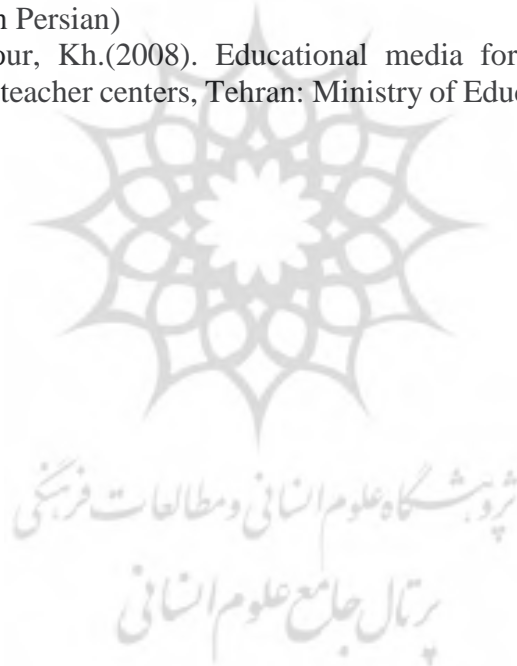 n Persian)
our, Kh.(2008). Educational media for
teacher centers, Tehran: Ministry of Educ
پژوهشگاه علوم انسانی و مطالعات فرهنگی
پرتال جامع علوم انسانی